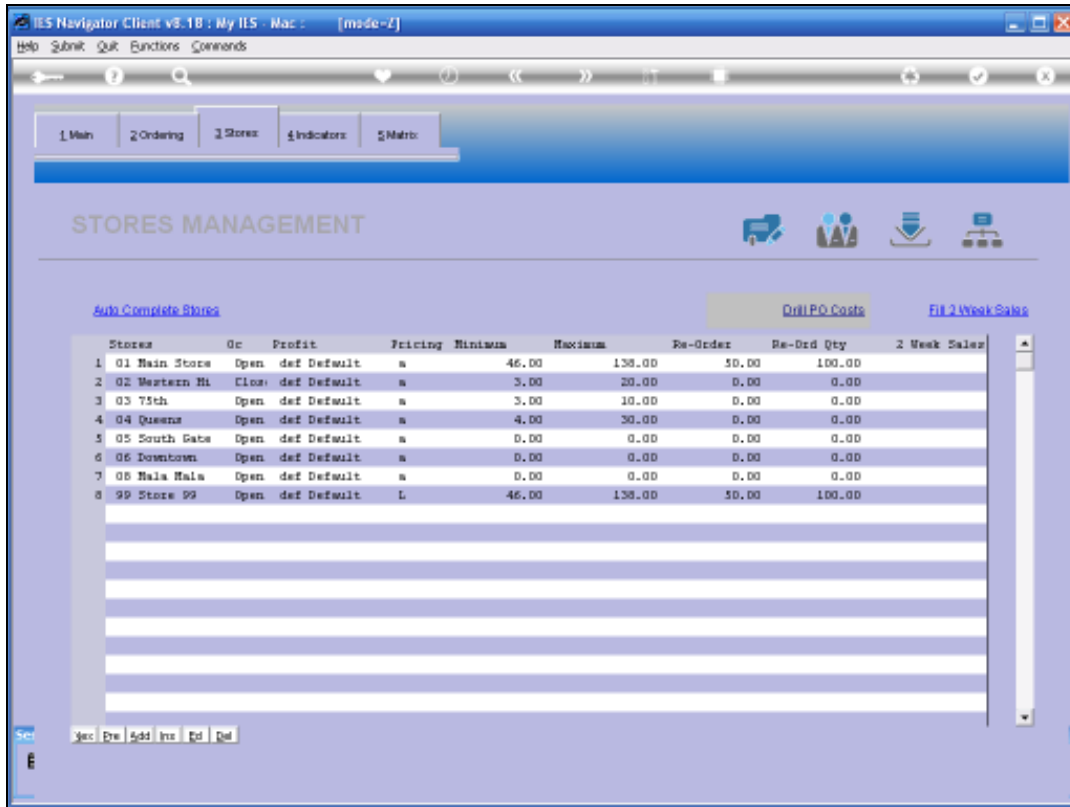 IES Navigator Client v8.18 : My IES - Mac : [mode=Z]
Help Submit Quit Functions Commands
1 Main 2 Ordering 3 Stores 4 Indicators 5 Matrix
STORES MANAGEMENT
Auto Complete Stores Drill PO Costs Fill 2 Week Sales
Stores Oc Profit Pricing Minimum Maximum Re-Order Re-Ord Qty 2 Week Sales
1 01 Main Store Open def Default m 46.00 138.00 50.00 100.00
2 02 Western Mi Clos def Default m 3.00 20.00 0.00 0.00
3 03 75th Open def Default m 3.00 10.00 0.00 0.00
4 04 Queens Open def Default m 4.00 30.00 0.00 0.00
5 05 South Gate Open def Default m 0.00 0.00 0.00 0.00
6 06 Downtown Open def Default m 0.00 0.00 0.00 0.00
7 08 Open def Default m 0.00 0.00 0.00 0.00
8 99 Store 99 Open def Default L 46.00 138.00 50.00 100.00
Nex Pre Add Ins Ed Del
Ser